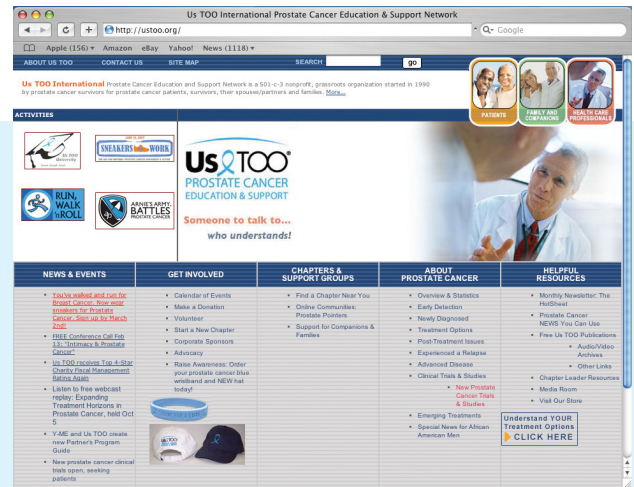 Us TOO International Prostate Cancer Education & Support Network
http://ustoo.org/
Google
Apple (156) Amazon eBay Yahoo! News (1118)
ABOUT US TOO CONTACT US SITE MAP SEARCH go
Us TOO International Prostate Cancer Education and Support Network is a 501-c-3 nonprofit, grassroots organization started in 1990
by prostate cancer survivors for prostate cancer patients, survivors, their spouses/partners and families. More...
PATIENTS
FAMILY AND
COMPANIONS
HEALTH CARE
PROFESSIONALS
ACTIVITIES
Us TOO
University
SNEAKERS WORK
RUN,
WALK
'n ROLL
ARNIE'S ARMY
BATTLES
PROSTATE CANCER
US TOO
PROSTATE CANCER
EDUCATION & SUPPORT
Someone to talk to...
who understands!
NEWS & EVENTS
You've walked and run for
Breast Cancer. Now wear
sneakers for Prostate
Cancer. Sign up by March
2nd!
FREE Conference Call Feb
13: "Intimacy & Prostate
Cancer"
Us TOO receives Top 4-Star
Charity Fiscal Management
Rating Again
Listen to free webcast
replay: Expanding
Treatment Horizons in
Prostate Cancer, held Oct
5
Y-ME and Us TOO create
new Partner's Program
Guide
New prostate cancer clinical
trials open, seeking
patients
GET INVOLVED
Calendar of Events
Make a Donation
Volunteer
Start a New Chapter
Corporate Sponsors
Advocacy
Raise Awareness: Order
your prostate cancer blue
wristband and NEW hat
today!
CHAPTERS &
SUPPORT GROUPS
Find a Chapter Near You
Online Communities:
Prostate Pointers
Support for Companions &
Families
ABOUT
PROSTATE CANCER
Overview & Statistics
Early Detection
Newly Diagnosed
Treatment Options
Post-Treatment Issues
Experienced a Relapse
Advanced Disease
Clinical Trials & Studies
New Prostate
Cancer Trials
& Studies
Emerging Treatments
Special News for African
American Men
HELPFUL
RESOURCES
Monthly Newsletter: The
HotSheet
Prostate Cancer
NEWS You Can Use
Free Us TOO Publications
Audio/Video
Archives
Other Links
Chapter Leader Resources
Media Room
Visit Our Store
Understand YOUR
Treatment Options
CLICK HERE